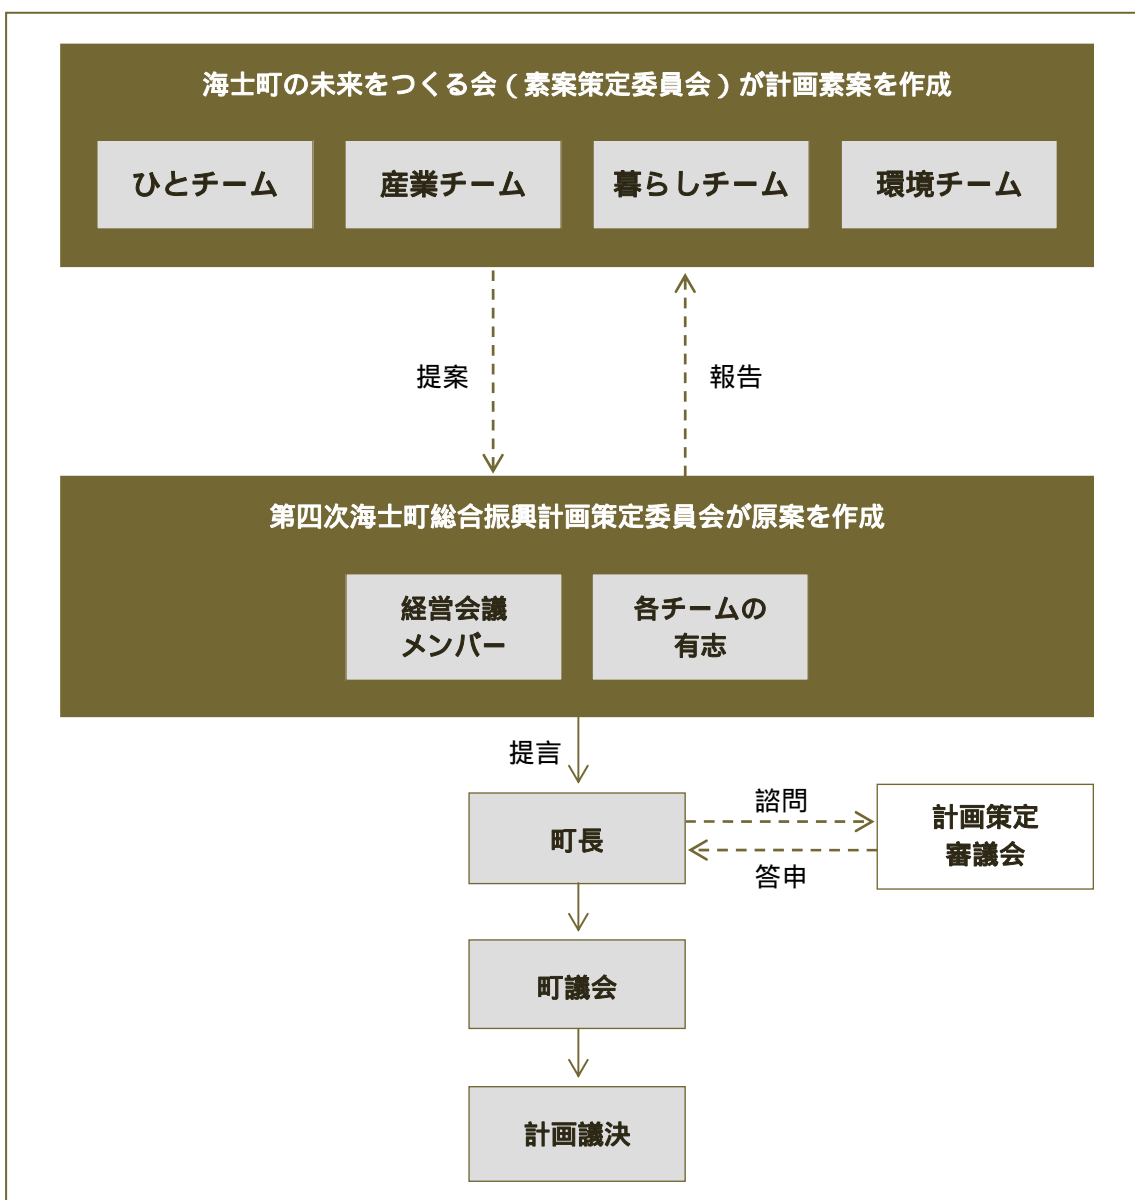 海士町の未来をつくる会(素案策定委員会)が計画素案を作成
ひとチーム
産業チーム
暮らしチーム
環境チーム
提案
報告
第四次海士町総合振興計画策定委員会が原案を作成
経営会議
メンバー
各チームの
有志
提言
町長
諮問
答申
計画策定
審議会
町議会
計画議決